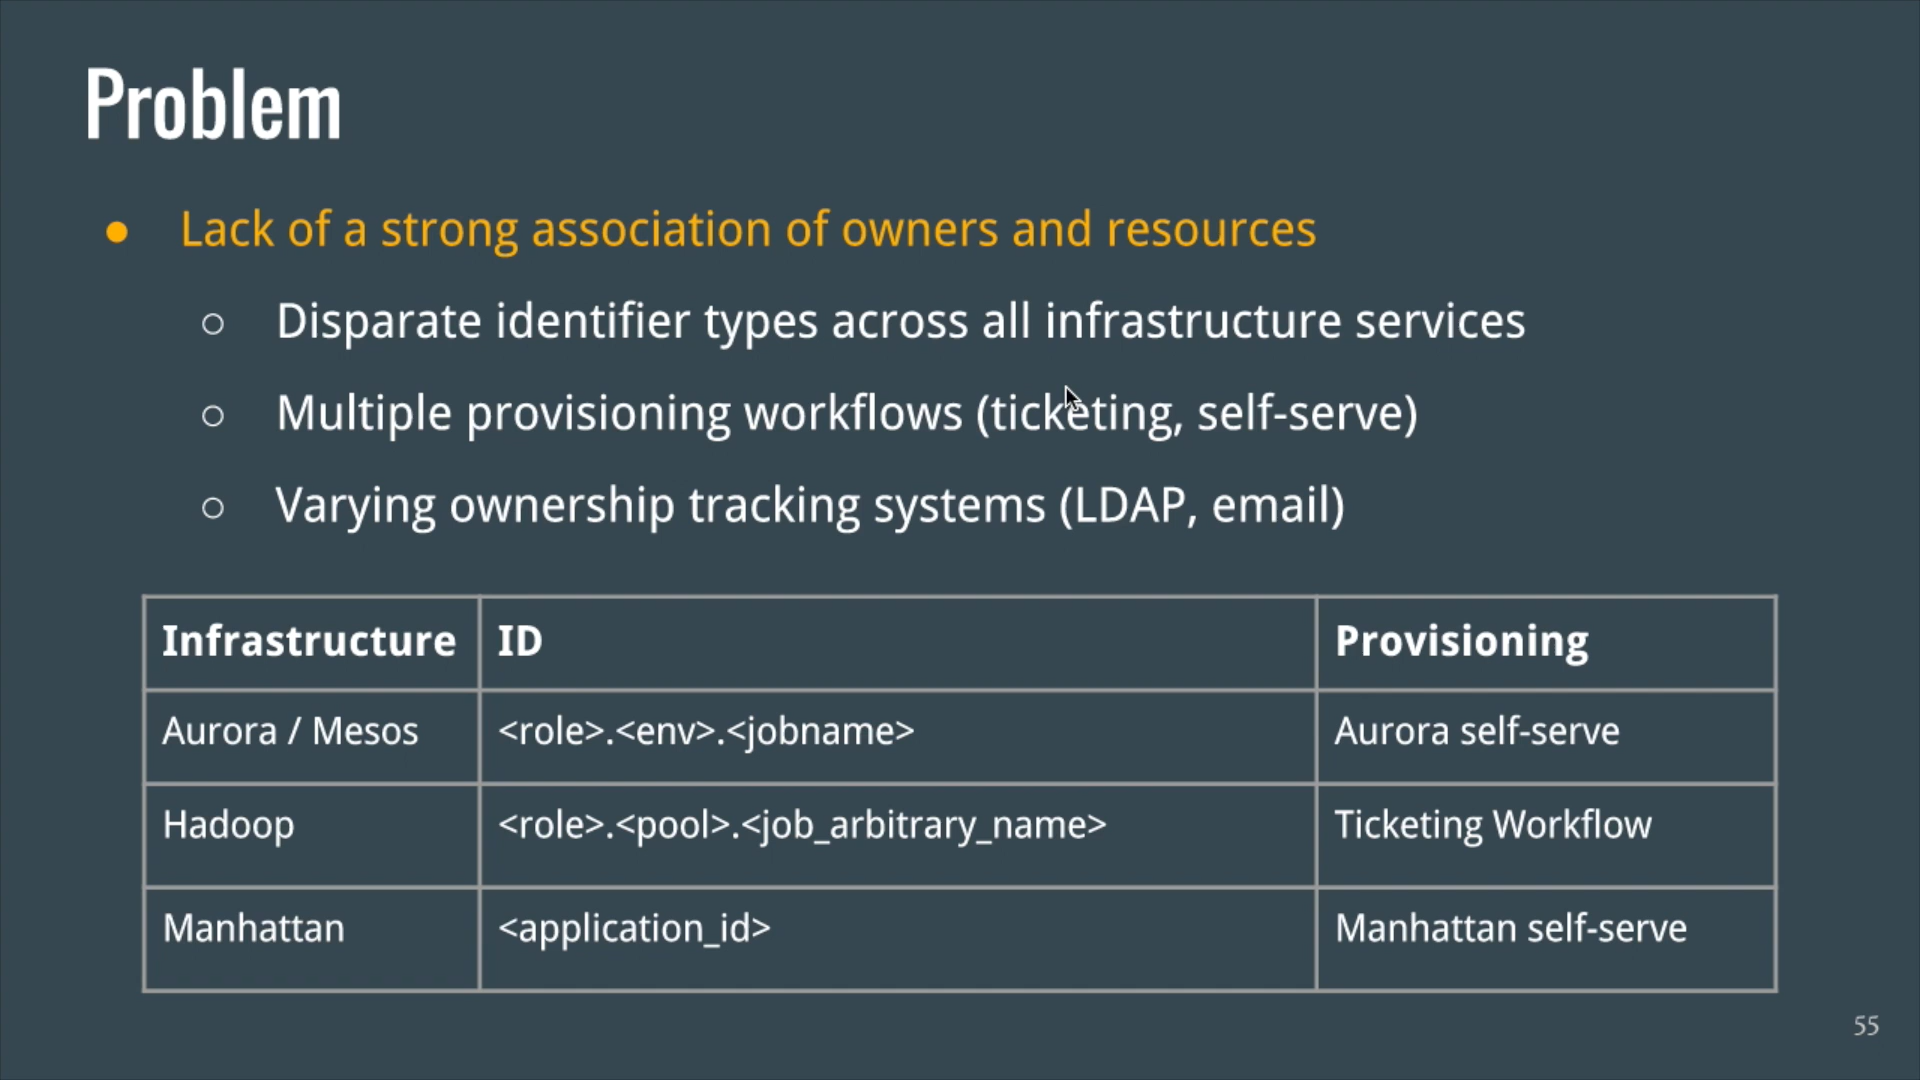 Problem
● Lack of a strong association of owners and resources
○ Disparate identifier types across all infrastructure services
○ Multiple provisioning workflows (ticketing, self-serve)
○ Varying ownership tracking systems (LDAP, email)
Infrastructure ID Provisioning
Aurora / Mesos <role>.<env>.<jobname> Aurora self-serve
Hadoop <role>.<pool>.<job_arbitrary_name> Ticketing Workflow
Manhattan <application_id> Manhattan self-serve
55